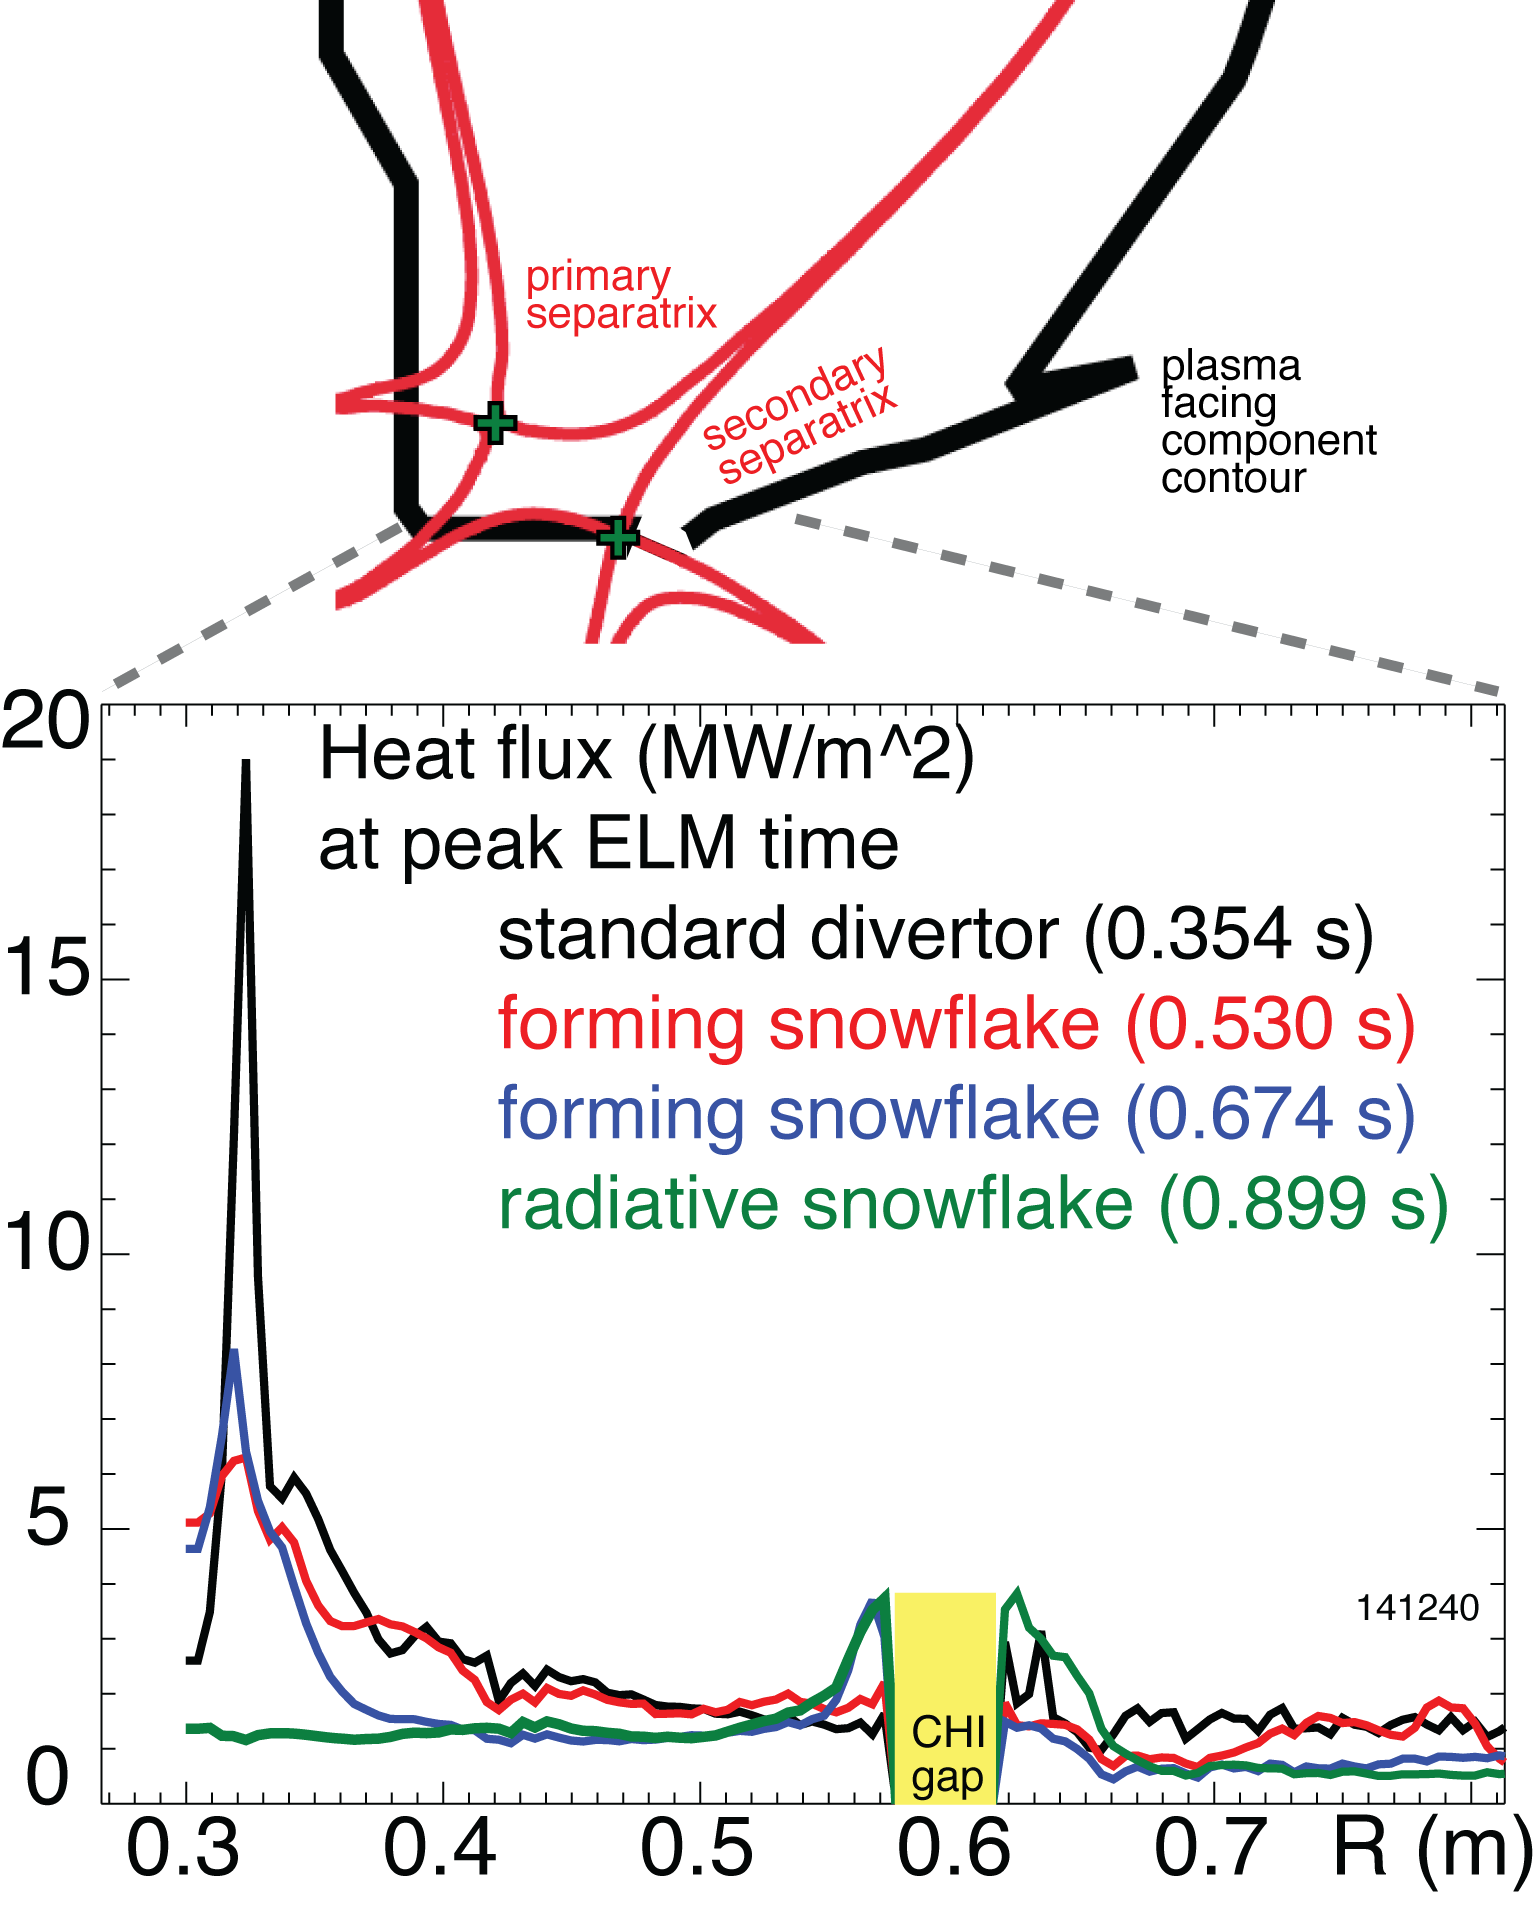 primary
separatrix
secondary
separatrix
plasma
facing
component
contour
20
Heat flux (MW/m^2)
at peak ELM time
standard divertor (0.354 s)
15
forming snowflake (0.530 s)
forming snowflake (0.674 s)
radiative snowflake (0.899 s)
10
5
141240
CHI
gap
0
0.3 0.4 0.5 0.6 0.7 R (m)